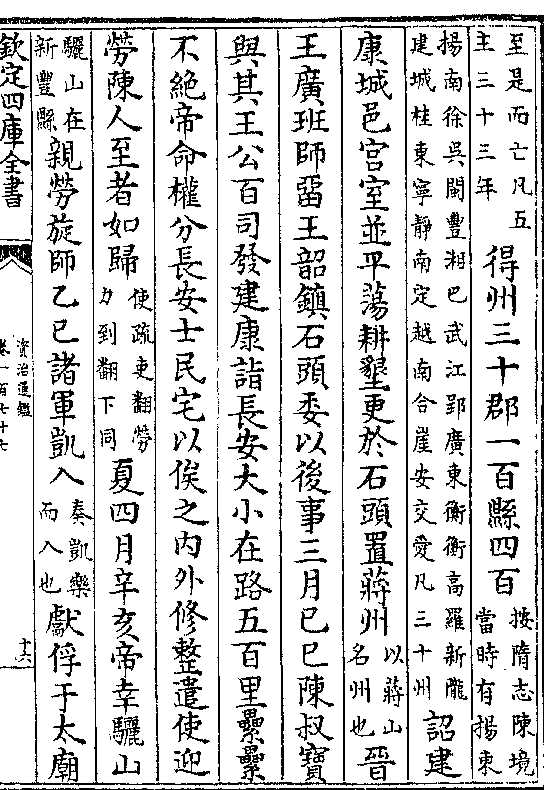 至是而亡凡五
主三十三年
得州三十郡一百縣四百
按隋志陳境
當時有揚東
揚南徐吳閩豐湘巴武江郢廣東衡衡高羅新隴
建城桂東寧靜南定越南合崖安交愛凡三十州
詔建
康城邑宮室並平蕩耕墾更於石頭置蔣州
以蔣山
名州也
晉
王廣班師畱王韶鎮石頭委以後事三月己巳陳叔寶
與其王公百司發建康詣長安大小在路五百里纍纍
不絶帝命權分長安士民宅以俟之内外修整遣使迎
勞陳人至者如歸
使疏吏翻勞
力到翻下同
夏四月辛亥帝幸驪山
驪山在
新豐縣
親勞旋師乙巳諸軍凱入
奏凱樂
而入也
獻俘于太廟
欽定四庫全書
資治通鑑
卷一百七十七
十六